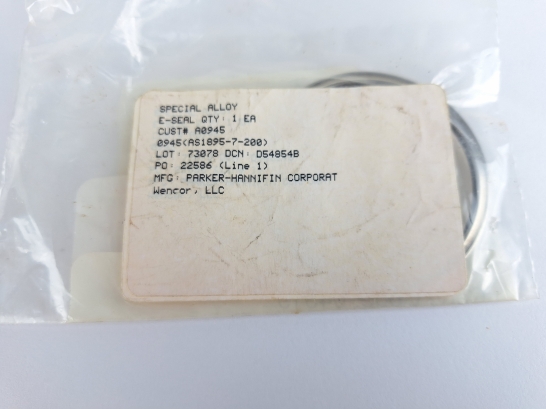 SPECIAL ALLOY
E-SEAL QTY: 1 EA
CUST# A0945
0945(AS1895-7-200)
LOT: 73078 DCN: D54854B
PO: 22586 (Line 1)
MFG: PARKER-HANNIFIN CORPORAT
Wencor, LLC